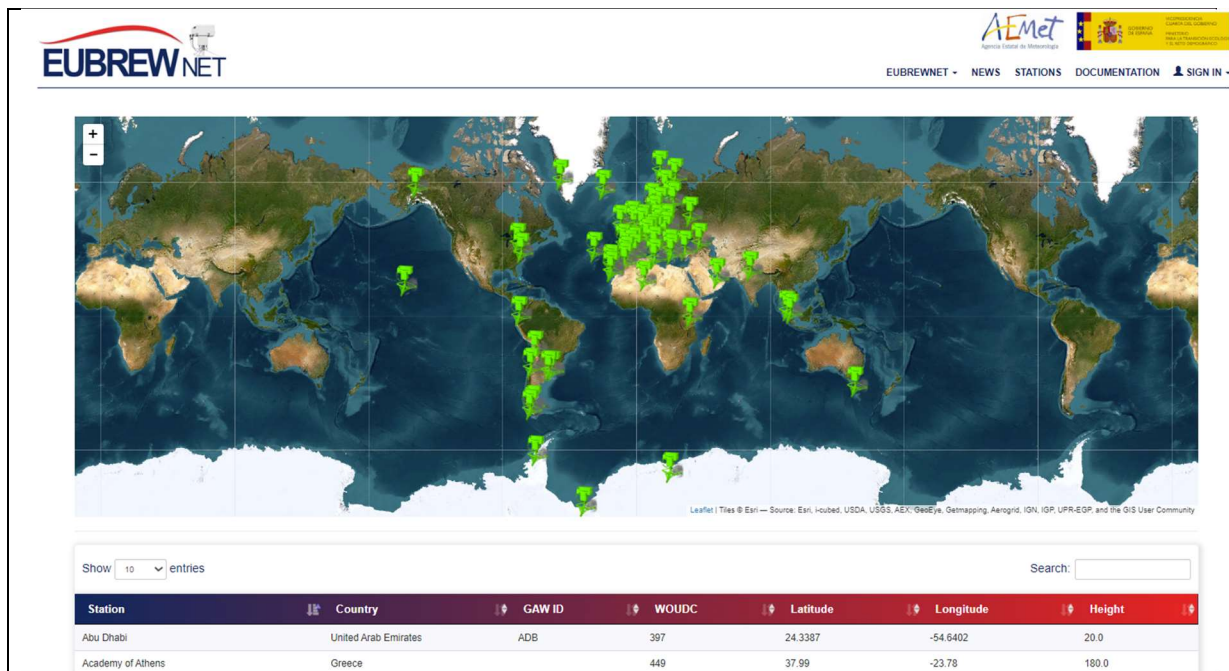 EUBREWNET
AEMet
Agencia Estatal de Meteorología
GOBIERNO
DE ESPAÑA
EUBREWNET NEWS STATIONS DOCUMENTATION SIGN IN
+
−
Leaflet | Tiles © Esri — Source: Esri, i-cubed, USDA, USGS, AEX, GeoEye, Getmapping, Aerogrid, IGN, IGP, UPR-EGP, and the GIS User Community
Show 10 entries Search:
Station Country GAW ID WOUDC Latitude Longitude Height
Abu Dhabi United Arab Emirates ADB 397 24.3387 -54.6402 20.0
Academy of Athens Greece 449 37.99 -23.78 180.0